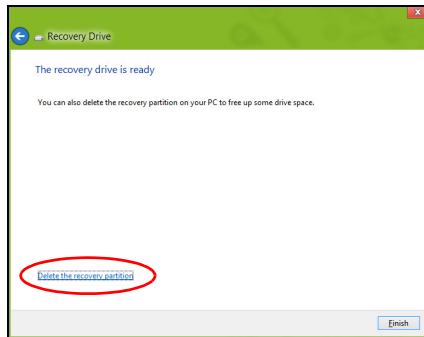 Recovery Drive
The recovery drive is ready
You can also delete the recovery partition on your PC to free up some drive space.
Delete the recovery partition
Finish